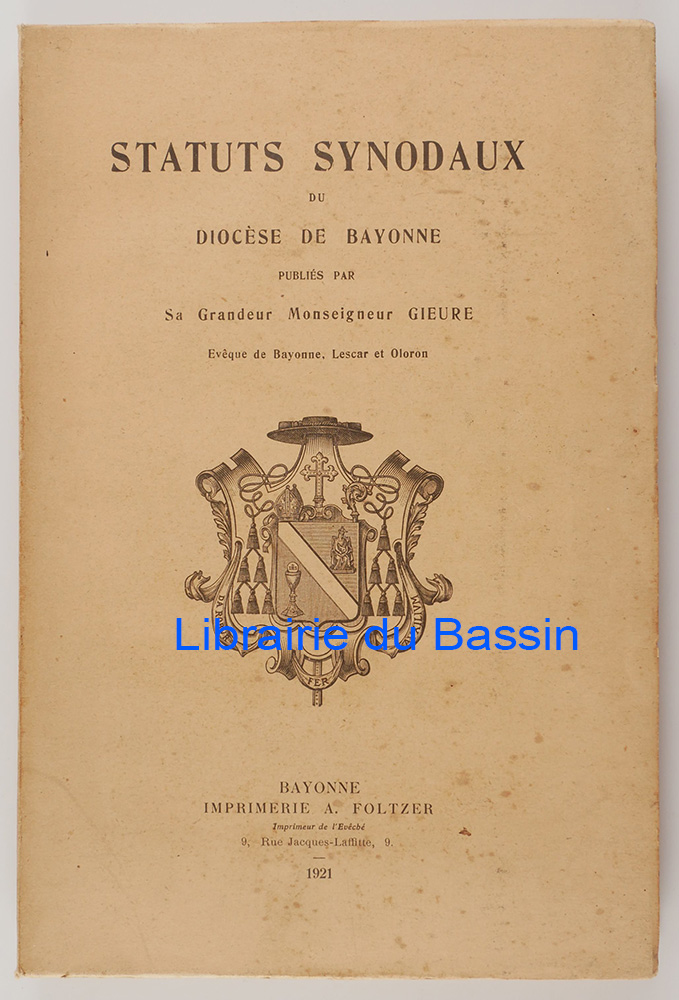 STATUTS SYNODAUX
DU
DIOCÈSE DE BAYONNE
PUBLIÉS PAR
Sa Grandeur Monseigneur GIEURE
Evêque de Bayonne, Lescar et Oloron
FER
Librairie du Bassin
BAYONNE
IMPRIMERIE A. FOLTZER
Imprimeur de l'Evêché
9, Rue Jacques-Laffitte, 9.
1921